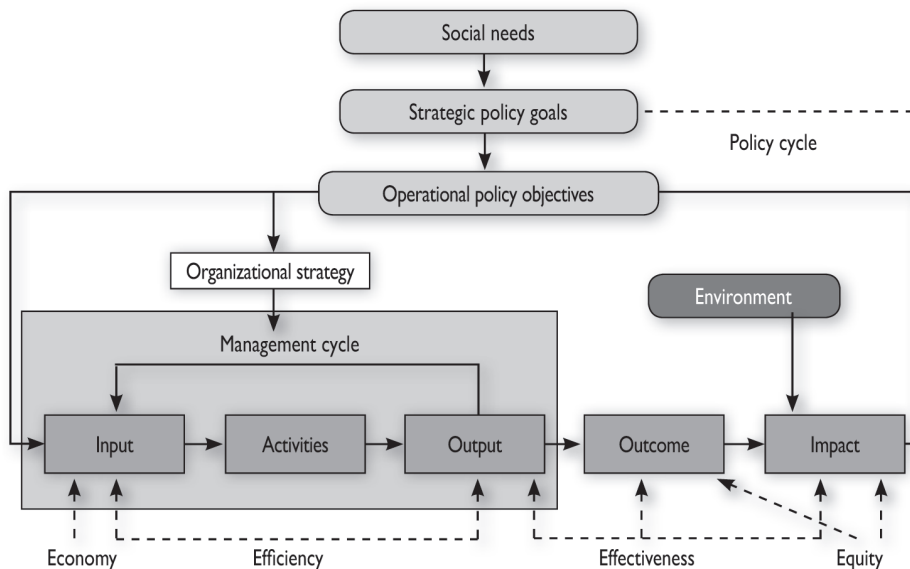 Social needs
Strategic policy goals
Policy cycle
Operational policy objectives
Organizational strategy
Environment
Management cycle
Input
Activities
Output
Outcome
Impact
Economy
Efficiency
Effectiveness
Equity